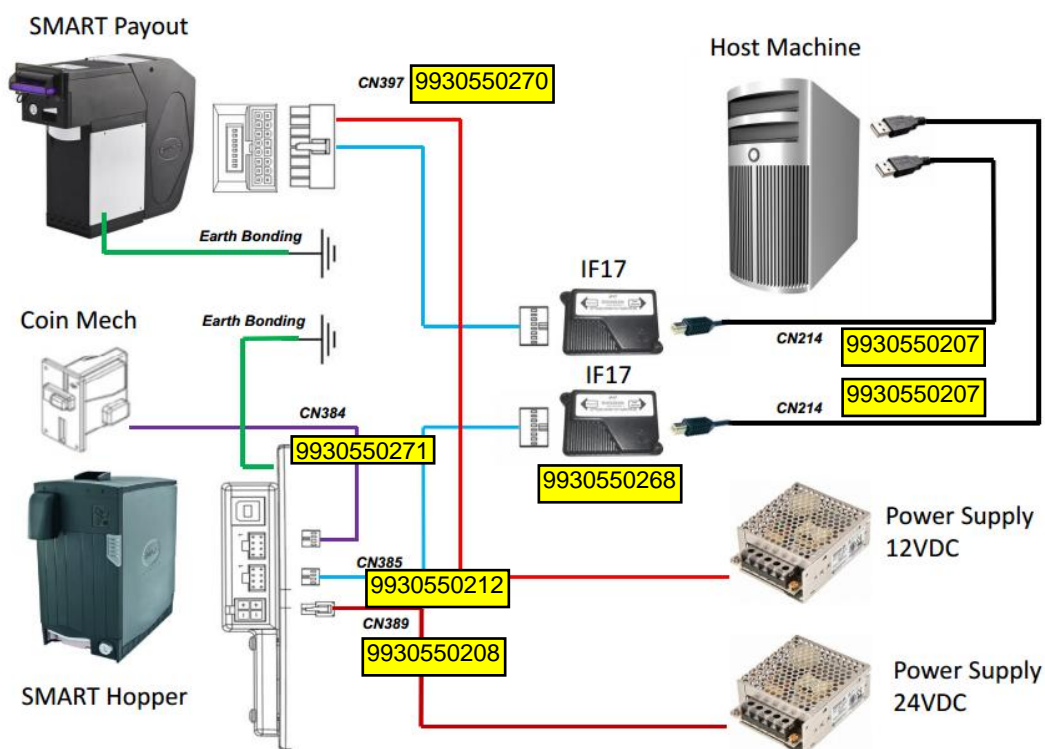 SMART Payout
Host Machine
CN397
9930550270
Earth Bonding
IF17
Coin Mech
Earth Bonding
CN214
9930550207
IF17
9930550207
CN384
CN214
9930550271
9930550268
Power Supply
12VDC
CN385
9930550212
CN389
9930550208
Power Supply
24VDC
SMART Hopper